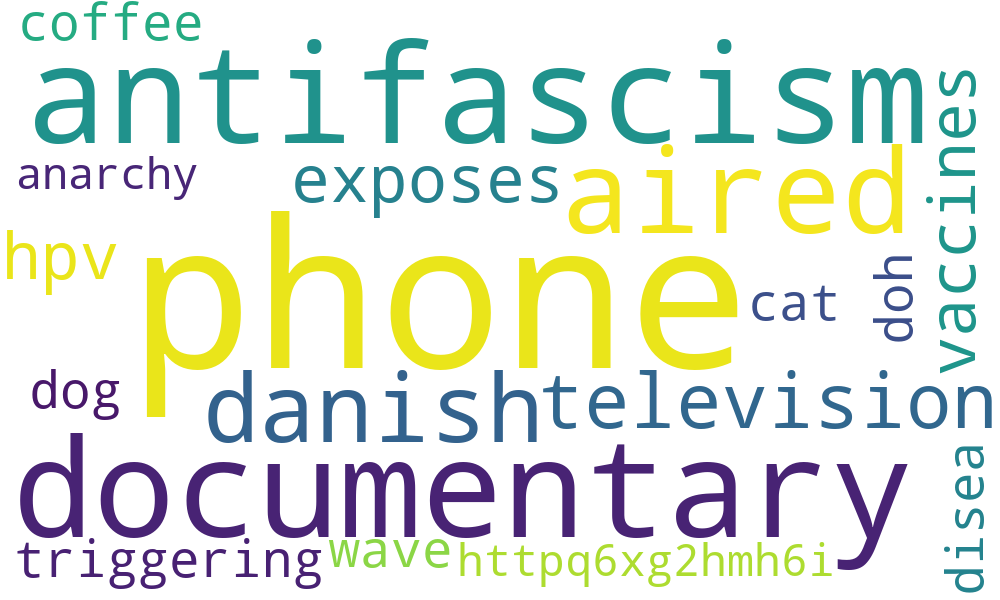 coffee
antifascism
vaccines
anarchy
exposes
aired
hpv
phone
cat
doh
dog
danish
television
documentary
disea
triggering
wave
httpq6xg2hmh6i